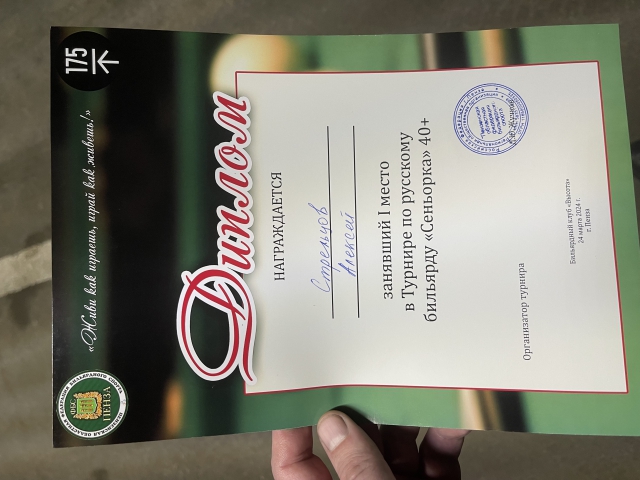 175
«Живи как играешь, играй как живешь!»
ФБС
ПЕНЗА
Диплом
НАГРАЖДАЕТСЯ
Стрельцов
Алексей
занявший I место
в Турнире по русскому
бильярду «Сеньорка» 40+
Организатор турнира
Бильярдный клуб «Высота»
24 марта 2024 г.
г. Пенза